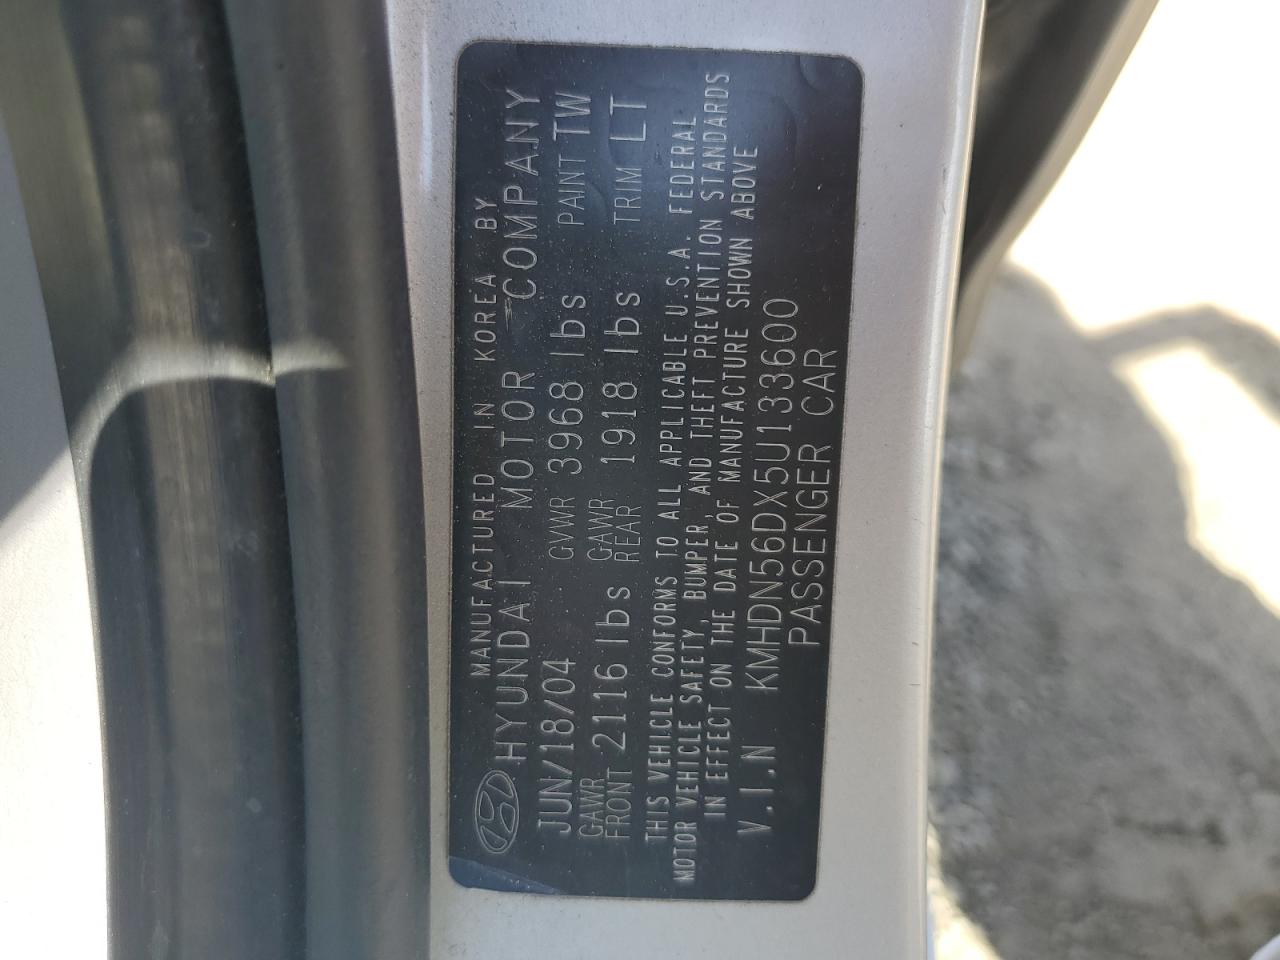 MANUFACTURED IN KOREA BY
HYUNDAI MOTOR COMPANY
JUN/18/04 GVWR 3968 lbs PAINT TW
GAWR FRONT 2116 lbs GAWR REAR 1918 lbs TRIM LT
THIS VEHICLE CONFORMS TO ALL APPLICABLE U.S.A. FEDERAL
MOTOR VEHICLE SAFETY, BUMPER, AND THEFT PREVENTION STANDARDS
IN EFFECT ON THE DATE OF MANUFACTURE SHOWN ABOVE
V.I.N KMHDN56DX5U133600
PASSENGER CAR